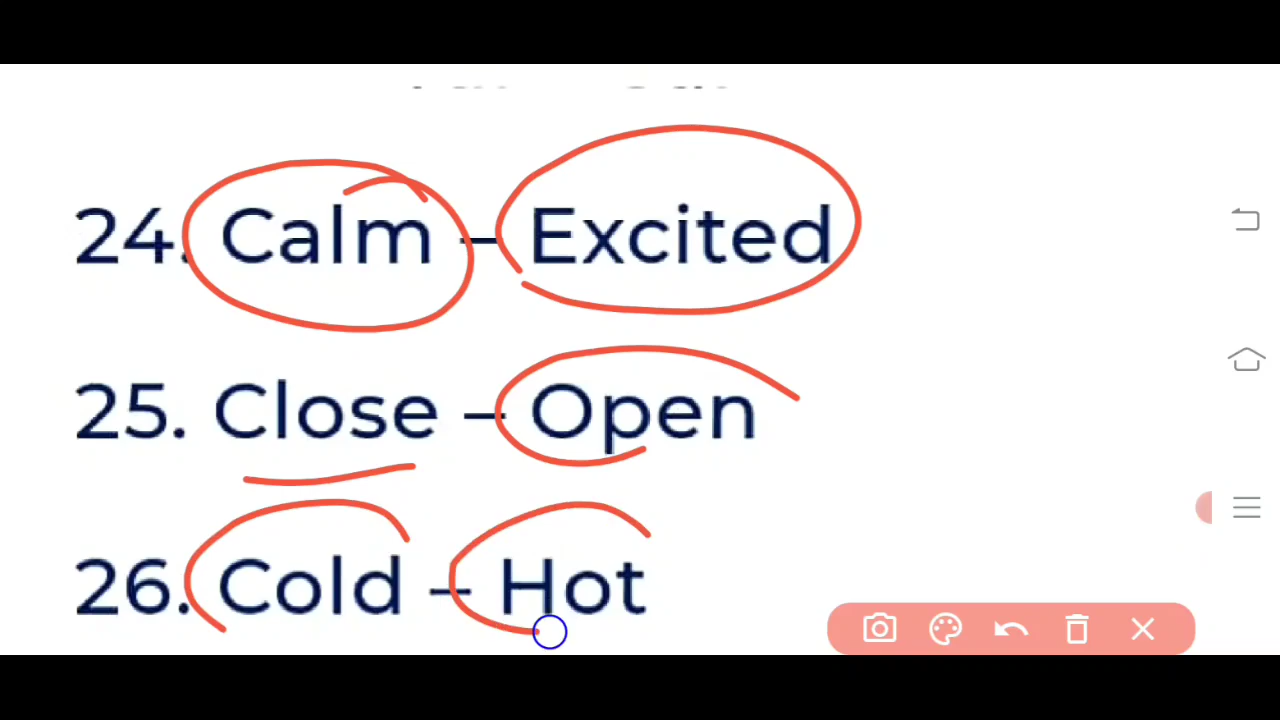 24. Calm – Excited
25. Close – Open
26. Cold – Hot